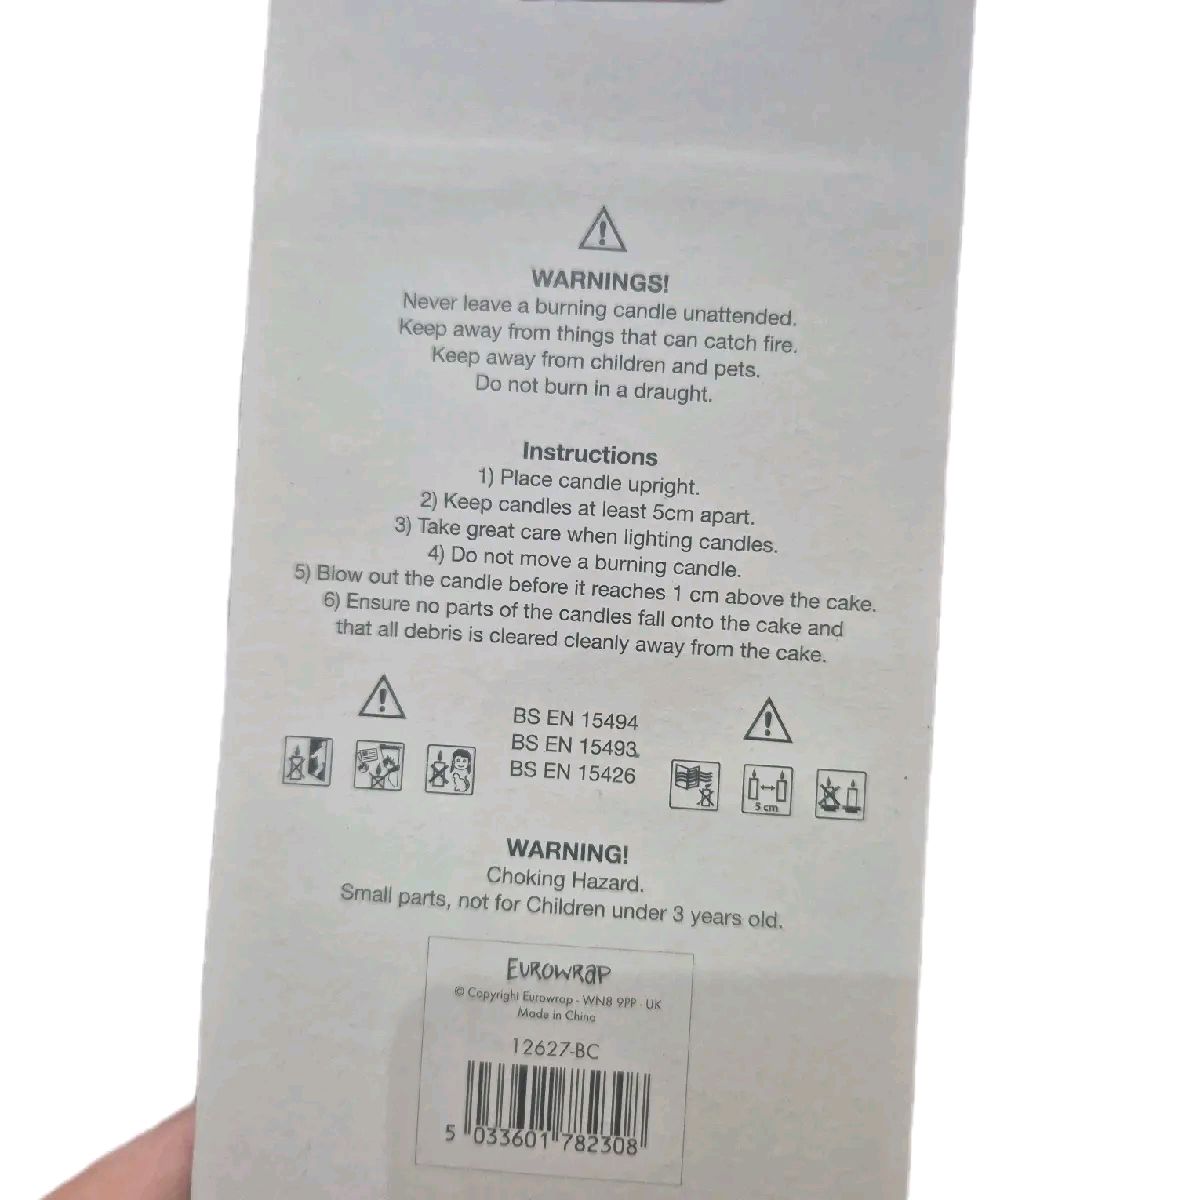 WARNINGS!
Never leave a burning candle unattended.
Keep away from things that can catch fire.
Keep away from children and pets.
Do not burn in a draught.
Instructions
1) Place candle upright.
2) Keep candles at least 5cm apart.
3) Take great care when lighting candles.
4) Do not move a burning candle.
5) Blow out the candle before it reaches 1 cm above the cake.
6) Ensure no parts of the candles fall onto the cake and
that all debris is cleared cleanly away from the cake.
BS EN 15494
BS EN 15493
BS EN 15426
5 cm
WARNING!
Choking Hazard.
Small parts, not for Children under 3 years old.
EUROWRAP
© Copyright Eurowrap - WN8 9PP - UK
Made in China
12627-BC
5 033601 782308